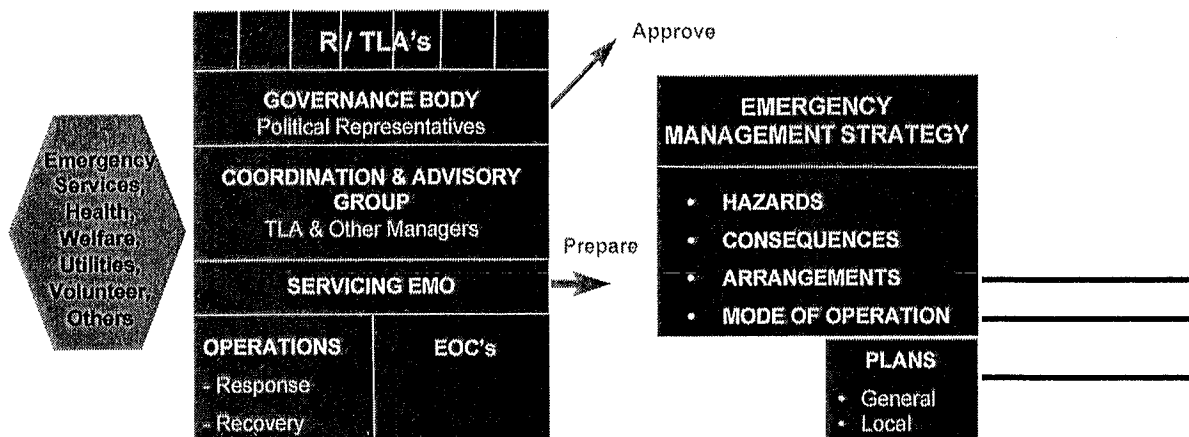 R / TLA's
GOVERNANCE BODY
Political Representatives
COORDINATION & ADVISORY
GROUP
TLA & Other Managers
SERVICING EMO
OPERATIONS
- Response
- Recovery
EOC's
Emergency
Services,
Health,
Welfare,
Utilities,
Volunteer,
Others
Approve
Prepare
EMERGENCY
MANAGEMENT STRATEGY
• HAZARDS
• CONSEQUENCES
• ARRANGEMENTS
• MODE OF OPERATION
PLANS
• General
• Local